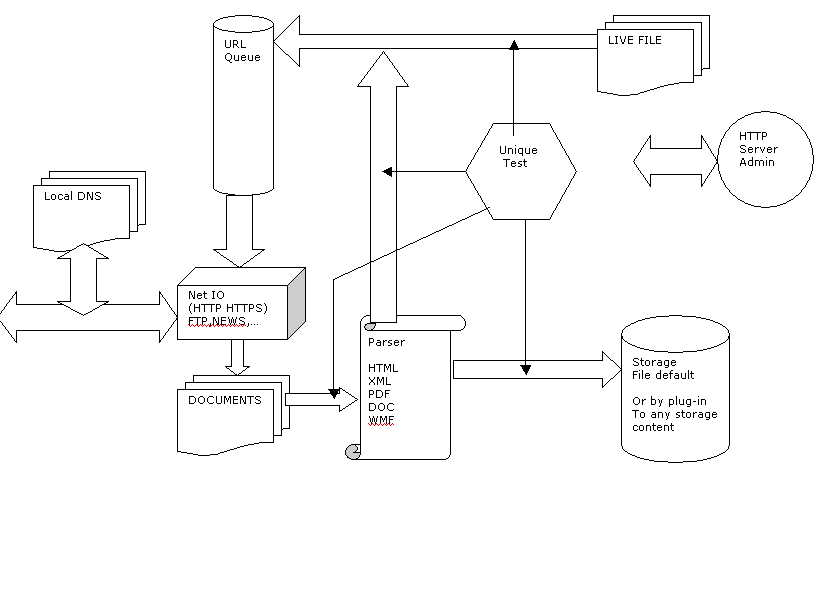 URL
Queue
LIVE FILE
HTTP
Server
Admin
Unique
Test
Local DNS
Net IO
(HTTP HTTPS)
FTP,NEWS,...
Parser
HTML
XML
PDF
DOC
WMF
DOCUMENTS
Storage
File default
Or by plug-in
To any storage
content